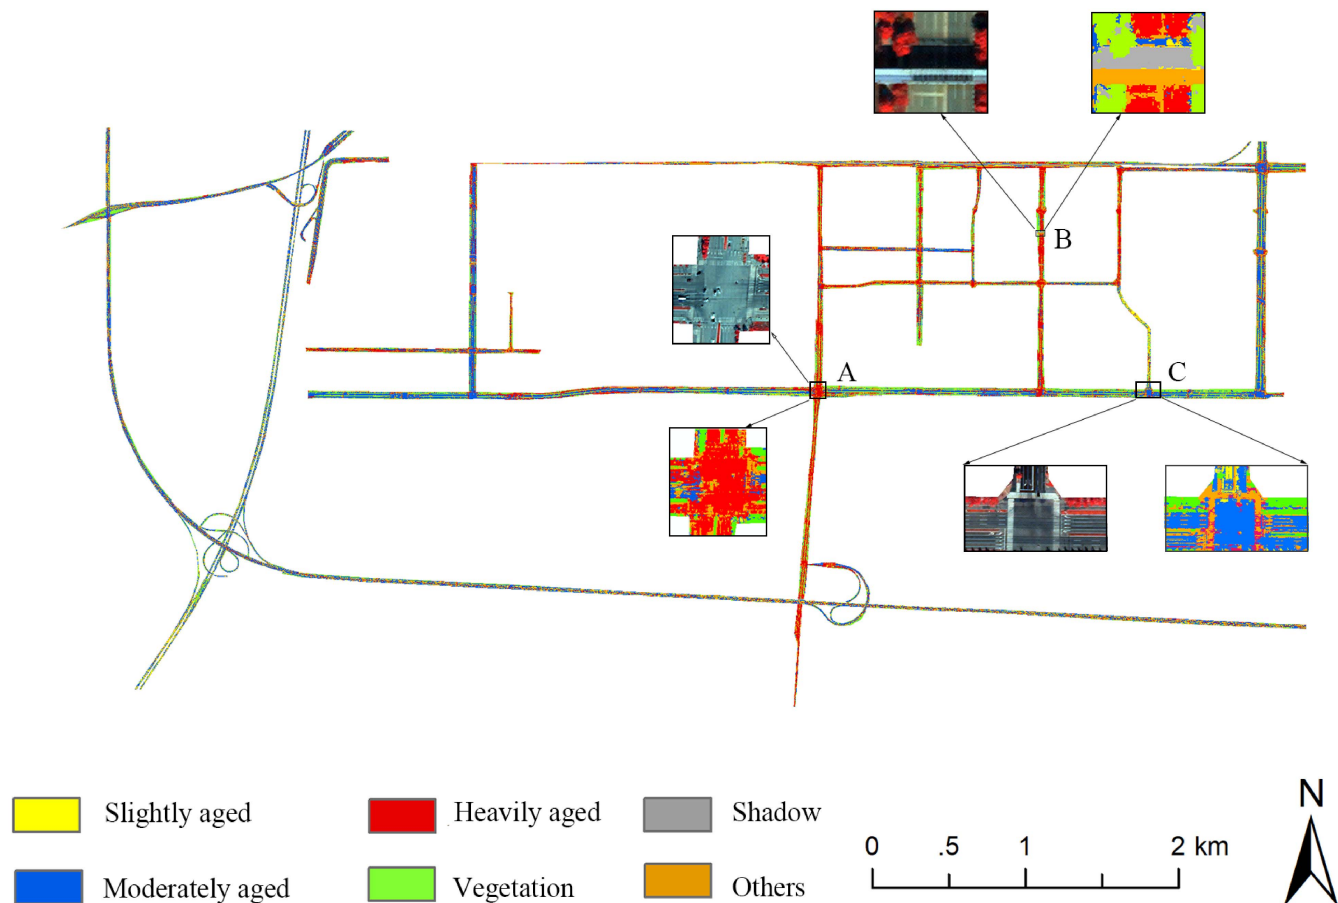 B
A
C
Slightly aged
Heavily aged
Shadow
Moderately aged
Vegetation
Others
0 .5 1 2 km
N